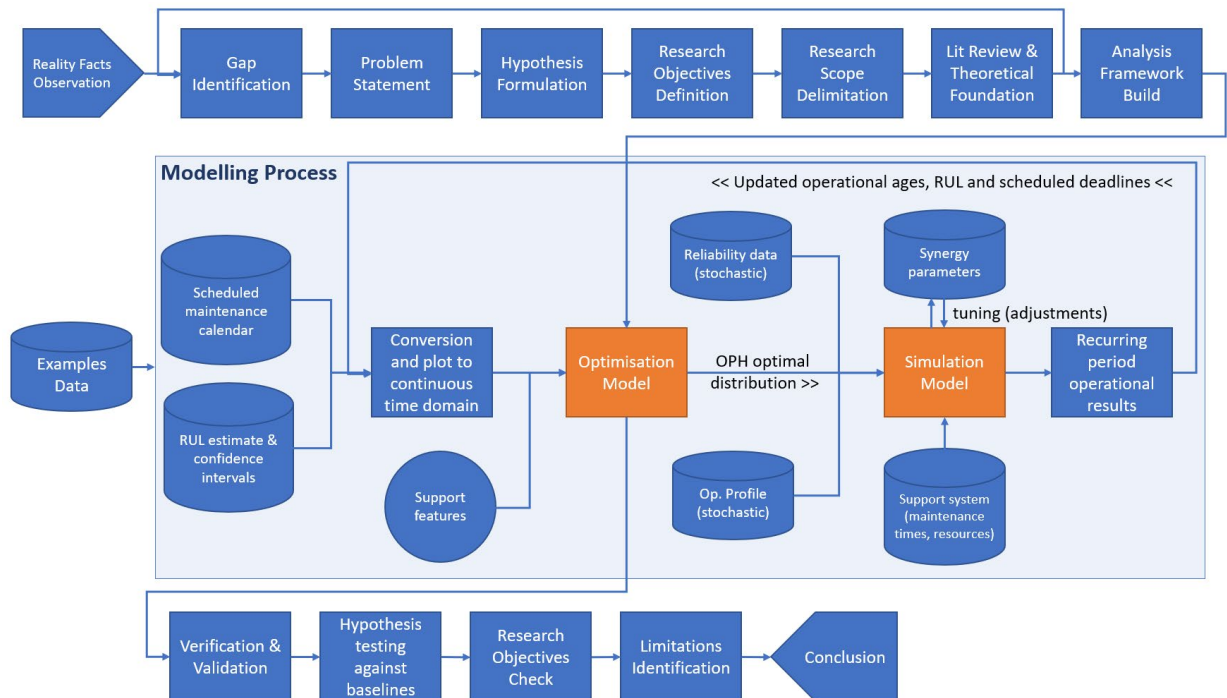 Reality Facts
Observation
Gap
Identification
Problem
Statement
Hypothesis
Formulation
Research
Objectives
Definition
Research
Scope
Delimitation
Lit Review &
Theoretical
Foundation
Analysis
Framework
Build
Modelling Process
<< Updated operational ages, RUL and scheduled deadlines <<
Scheduled
maintenance
calendar
Reliability data
(stochastic)
Synergy
parameters
tuning (adjustments)
Examples
Data
Conversion
and plot to
continuous
time domain
Optimisation
Model
OPH optimal
distribution >>
Simulation
Model
Recurring
period
operational
results
RUL estimate &
confidence
intervals
Support
features
Op. Profile
(stochastic)
Support system
(maintenance
times, resources)
Verification &
Validation
Hypothesis
testing
against
baselines
Research
Objectives
Check
Limitations
Identification
Conclusion